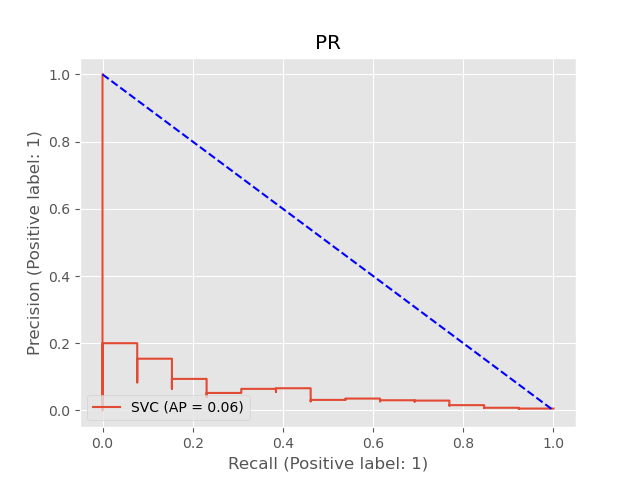 PR
Precision (Positive label: 1)
1.0
0.8
0.6
0.4
0.2
0.0
SVC (AP = 0.06)
0.0 0.2 0.4 0.6 0.8 1.0
Recall (Positive label: 1)